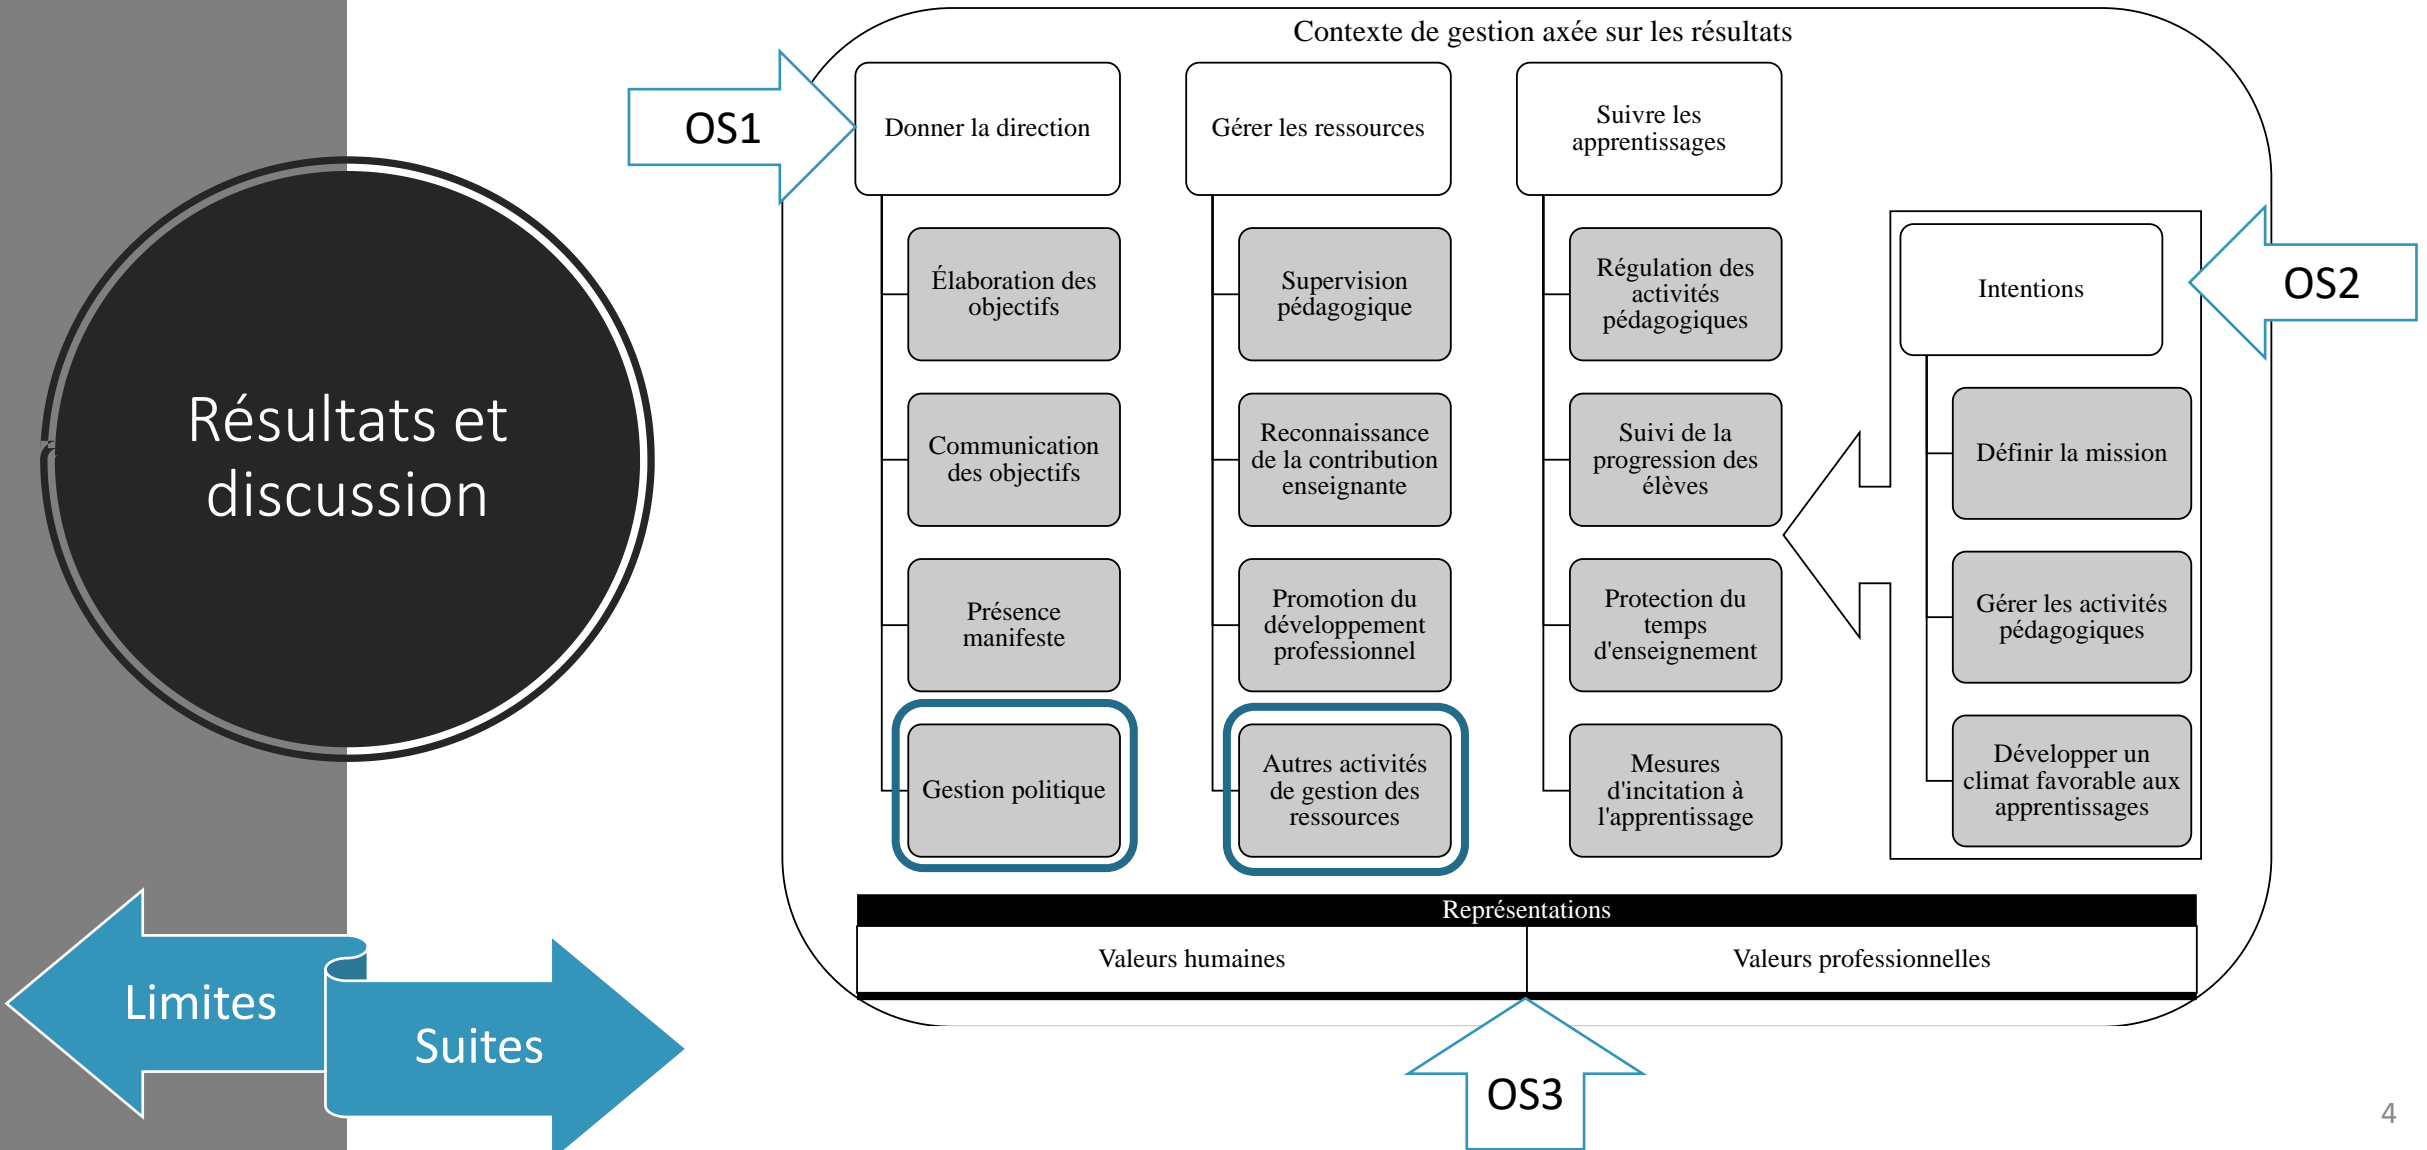 Résultats et
discussion
Limites
Suites
Contexte de gestion axée sur les résultats
OS1
Donner la direction
Élaboration des
objectifs
Communication
des objectifs
Présence
manifeste
Gestion politique
Gérer les ressources
Supervision
pédagogique
Reconnaissance
de la contribution
enseignante
Promotion du
développement
professionnel
Autres activités
de gestion des
ressources
Suivre les
apprentissages
Régulation des
activités
pédagogiques
Suivi de la
progression des
élèves
Protection du
temps
d'enseignement
Mesures
d'incitation à
l'apprentissage
OS2
Intentions
Définir la mission
Gérer les activités
pédagogiques
Développer un
climat favorable aux
apprentissages
Représentations
Valeurs humaines
Valeurs professionnelles
OS3
4